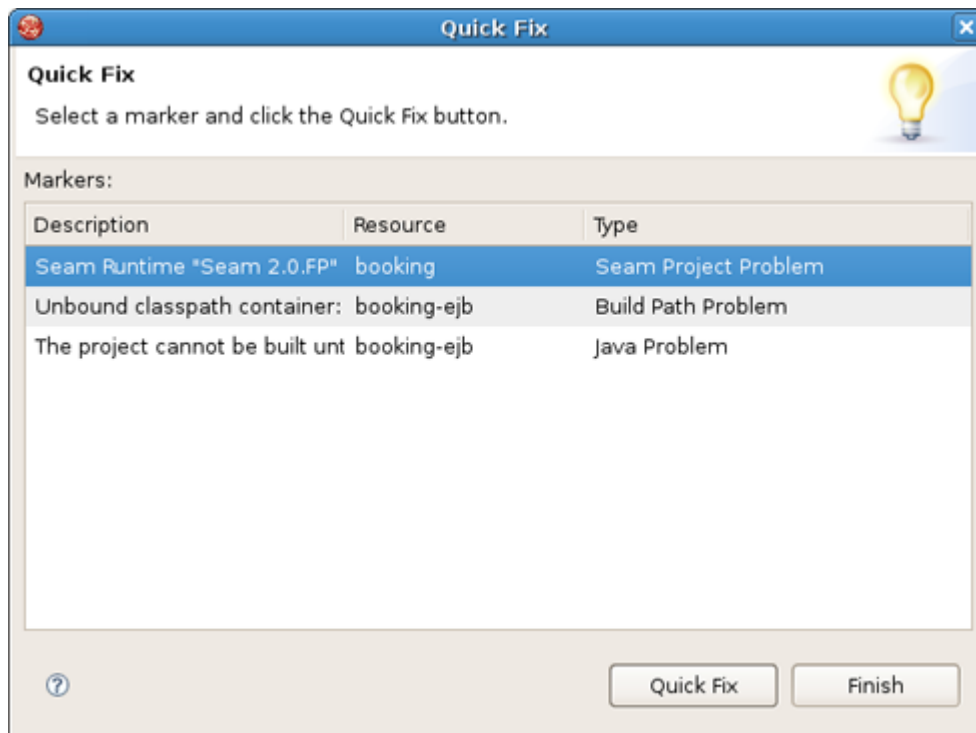 Quick Fix
Quick Fix
Select a marker and click the Quick Fix button.
Markers:
Description Resource Type
Seam Runtime "Seam 2.0.FP" booking Seam Project Problem
Unbound classpath container: booking-ejb Build Path Problem
The project cannot be built unt booking-ejb Java Problem
? Quick Fix Finish